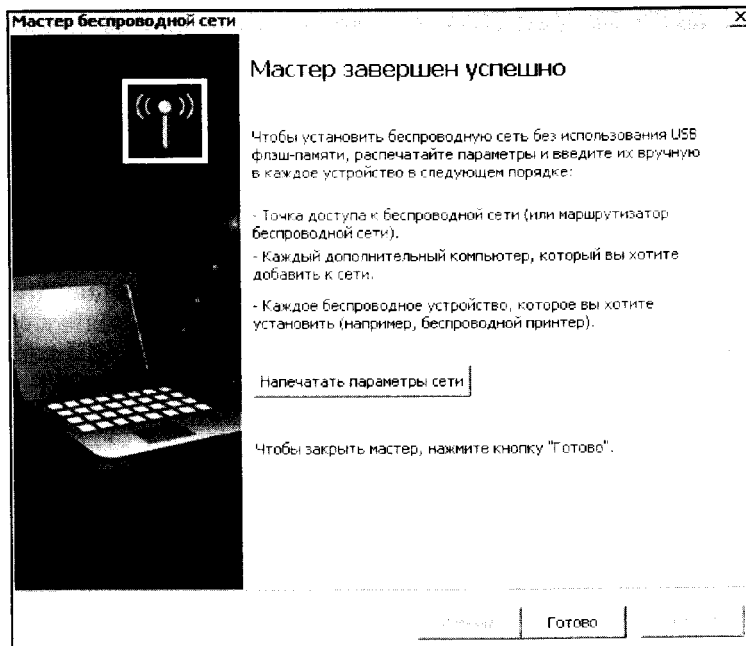 Мастер беспроводной сети
Мастер завершен успешно
Чтобы установить беспроводную сеть без использования USB
флэш-памяти, распечатайте параметры и введите их вручную
в каждое устройство в следующем порядке:
- Точка доступа к беспроводной сети (или маршрутизатор
беспроводной сети).
- Каждый дополнительный компьютер, который вы хотите
добавить к сети.
- Каждое беспроводное устройство, которое вы хотите
установить (например, беспроводной принтер).
Напечатать параметры сети
Чтобы закрыть мастер, нажмите кнопку "Готово".
Готово